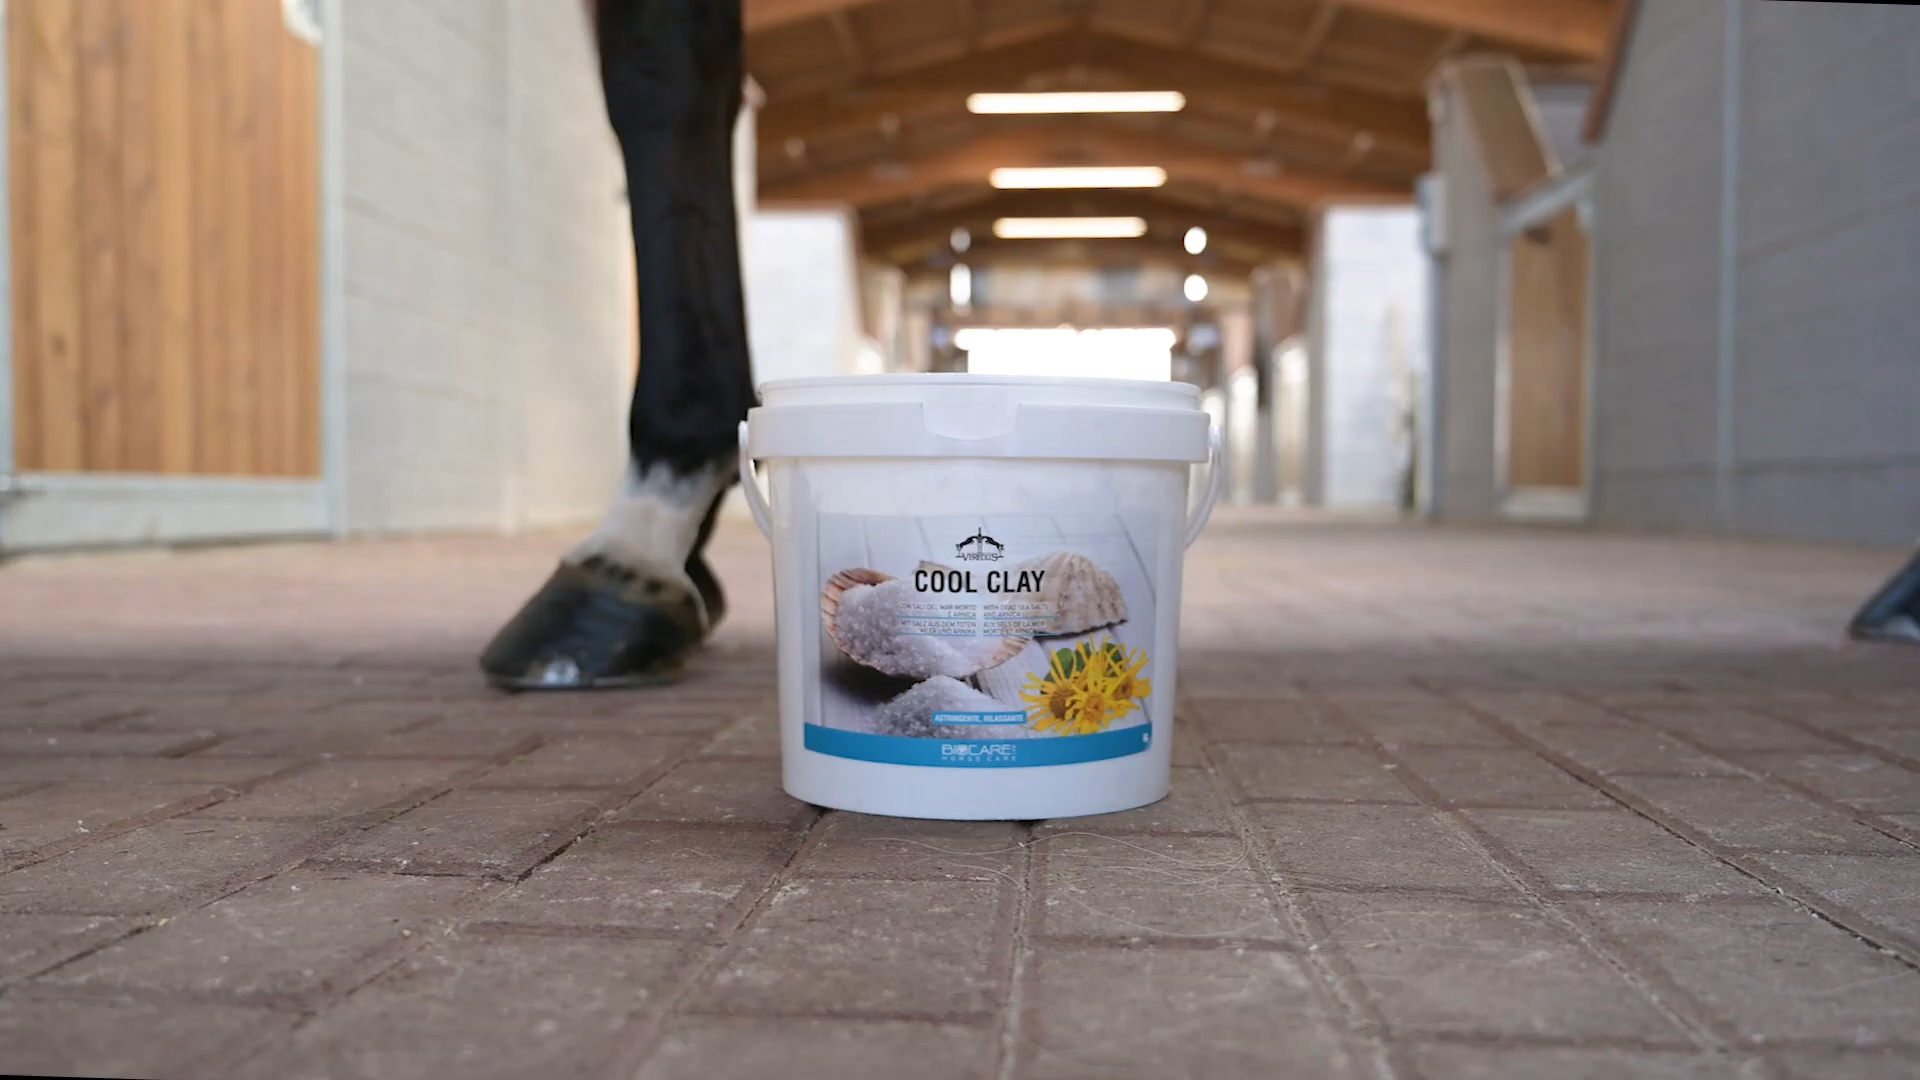 VEREDUS
COOL CLAY
CON SALI DEL MAR MORTO
E ARNICA
WITH DEAD SEA SALTS
AND ARNICA
MIT SALZ AUS DEM TOTEN
MEER UND ARNIKA
AUX SELS DE LA MER
MORTE ET ARNICA
ASTRINGENTE, RILASSANTE
BIOCARE
HORSE CARE